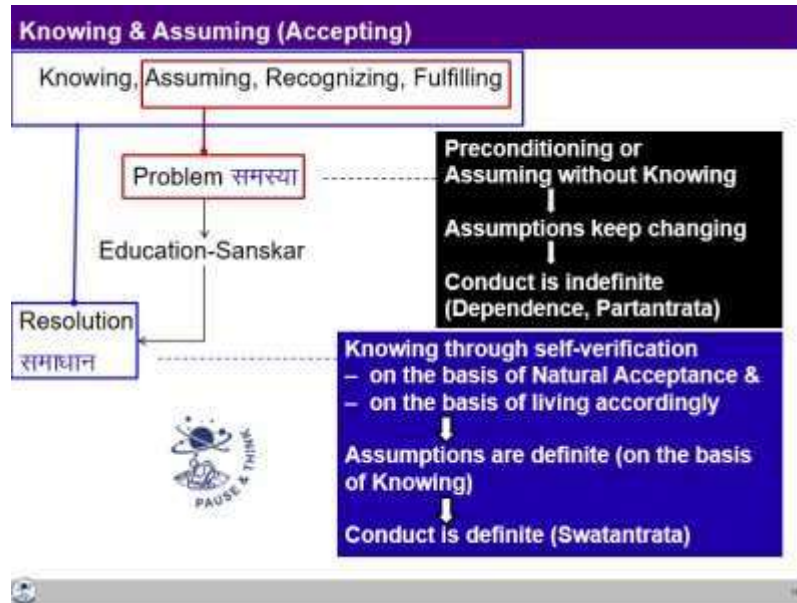 Knowing & Assuming (Accepting)
Knowing, Assuming, Recognizing, Fulfilling
Problem समस्या
Education-Sanskar
Resolution
समाधान
Preconditioning or
Assuming without Knowing
Assumptions keep changing
Conduct is indefinite
(Dependence, Partantrata)
Knowing through self-verification
– on the basis of Natural Acceptance &
– on the basis of living accordingly
Assumptions are definite (on the basis
of Knowing)
Conduct is definite (Swatantrata)
PAUSE & THINK